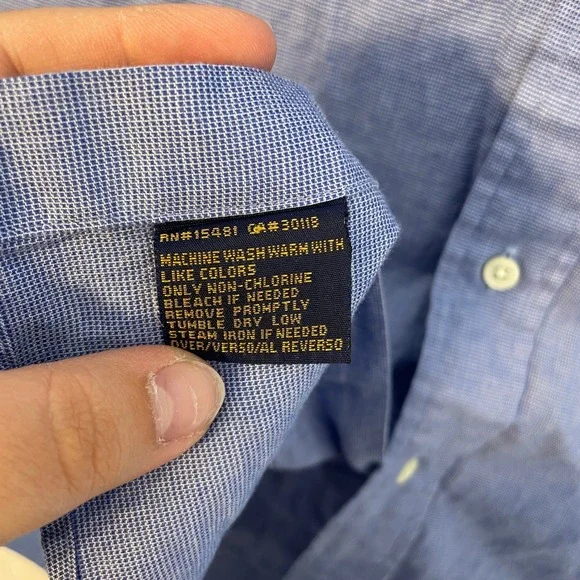 RN#15481 CA#30118
MACHINE WASH WARM WITH
LIKE COLORS
ONLY NON-CHLORINE
BLEACH IF NEEDED
REMOVE PROMPTLY
TUMBLE DRY LOW
STEAM IRON IF NEEDED
OVER/VERSO/AL REVERSO